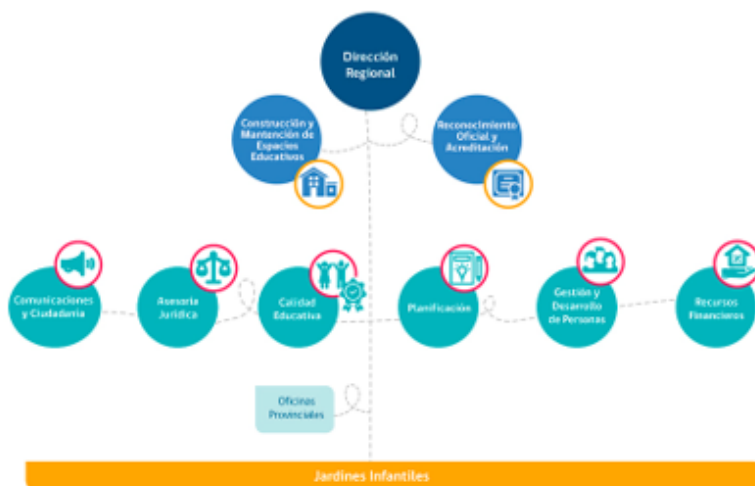 Dirección
Regional
Construcción y
Mantención de
Espacios
Educativos
Reconocimiento
Oficial y
Acreditación
Comunicaciones
y Ciudadanía
Asesoría
Jurídica
Calidad
Educativa
Planificación
Gestión y
Desarrollo
de Personas
Recursos
Financieros
Oficinas
Provinciales
Jardines Infantiles